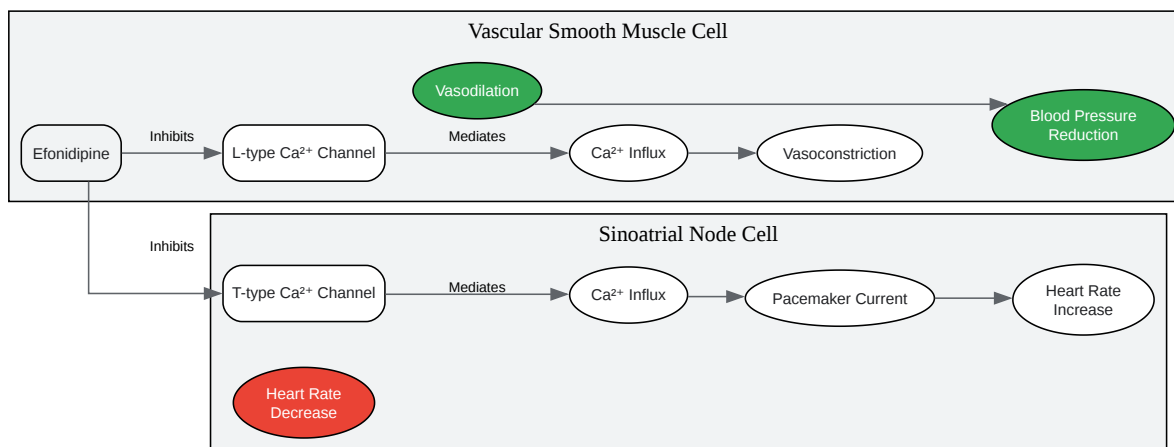 Vascular Smooth Muscle Cell
Vasodilation
Blood Pressure
Reduction
Efonidipine
Inhibits
L-type Ca²⁺ Channel
Mediates
Ca²⁺ Influx
Vasoconstriction
Sinoatrial Node Cell
Inhibits
T-type Ca²⁺ Channel
Mediates
Ca²⁺ Influx
Pacemaker Current
Heart Rate
Increase
Heart Rate
Decrease